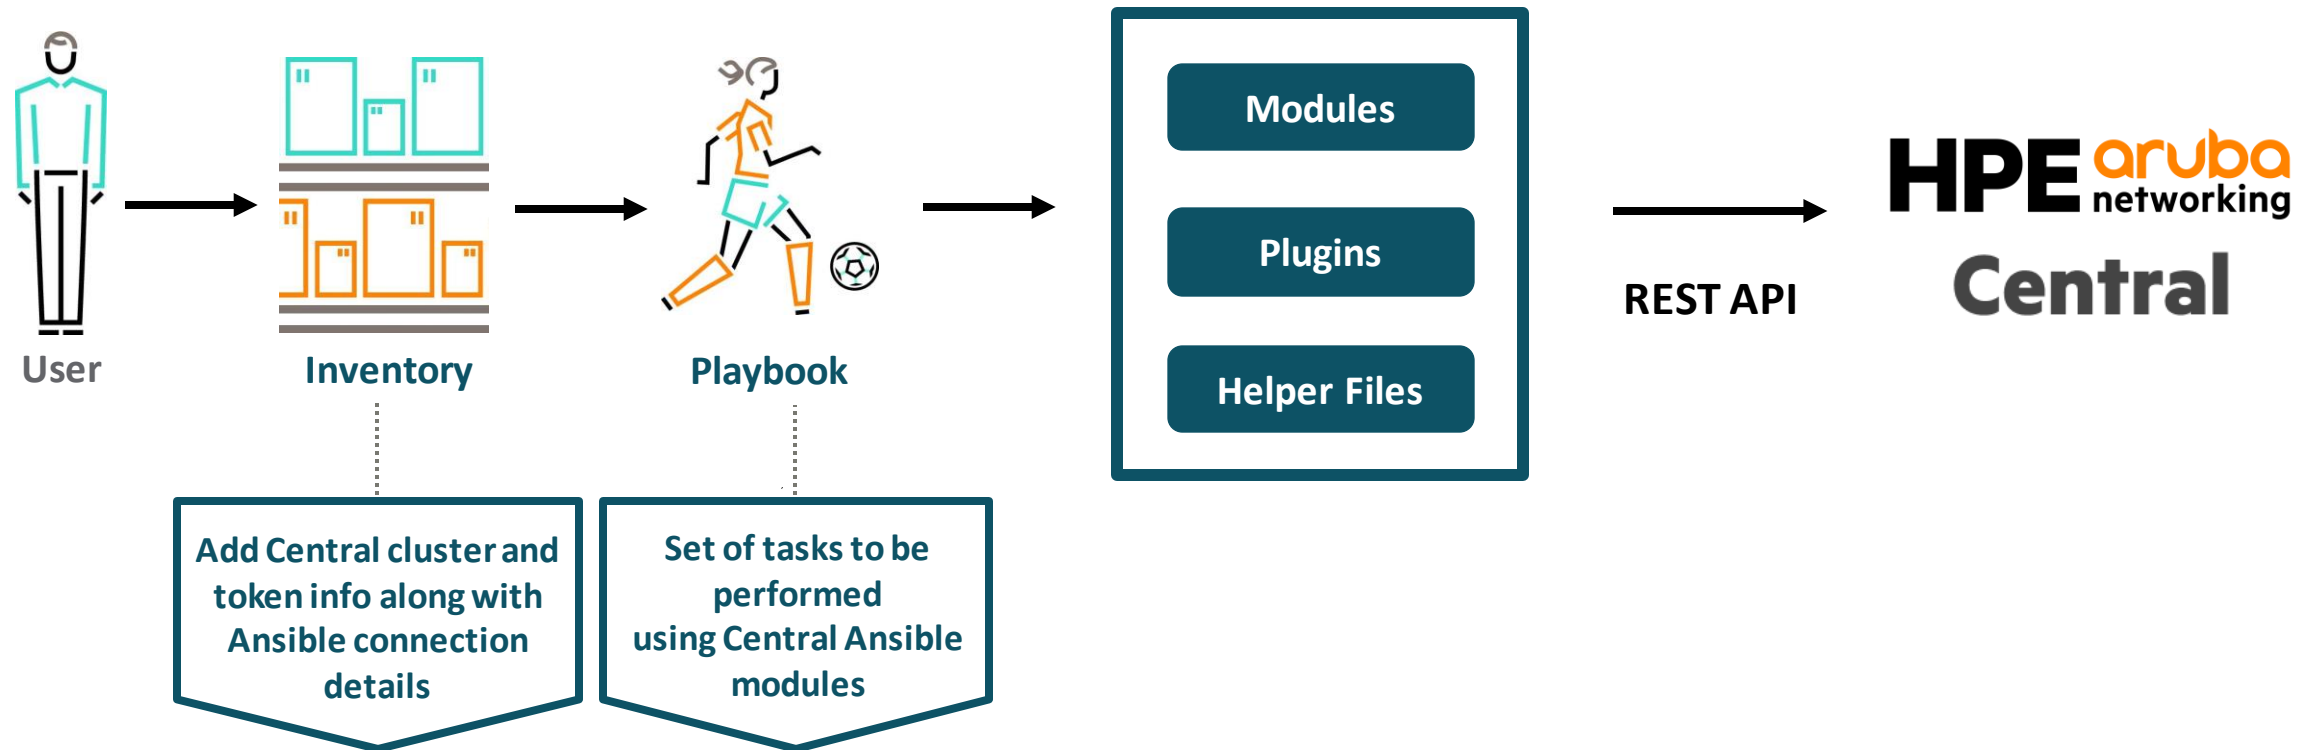 User
Inventory
Playbook
Modules
Plugins
Helper Files
REST API
HPE aruba
networking
Central
Add Central cluster and
token info along with
Ansible connection
details
Set of tasks to be
performed
using Central Ansible
modules